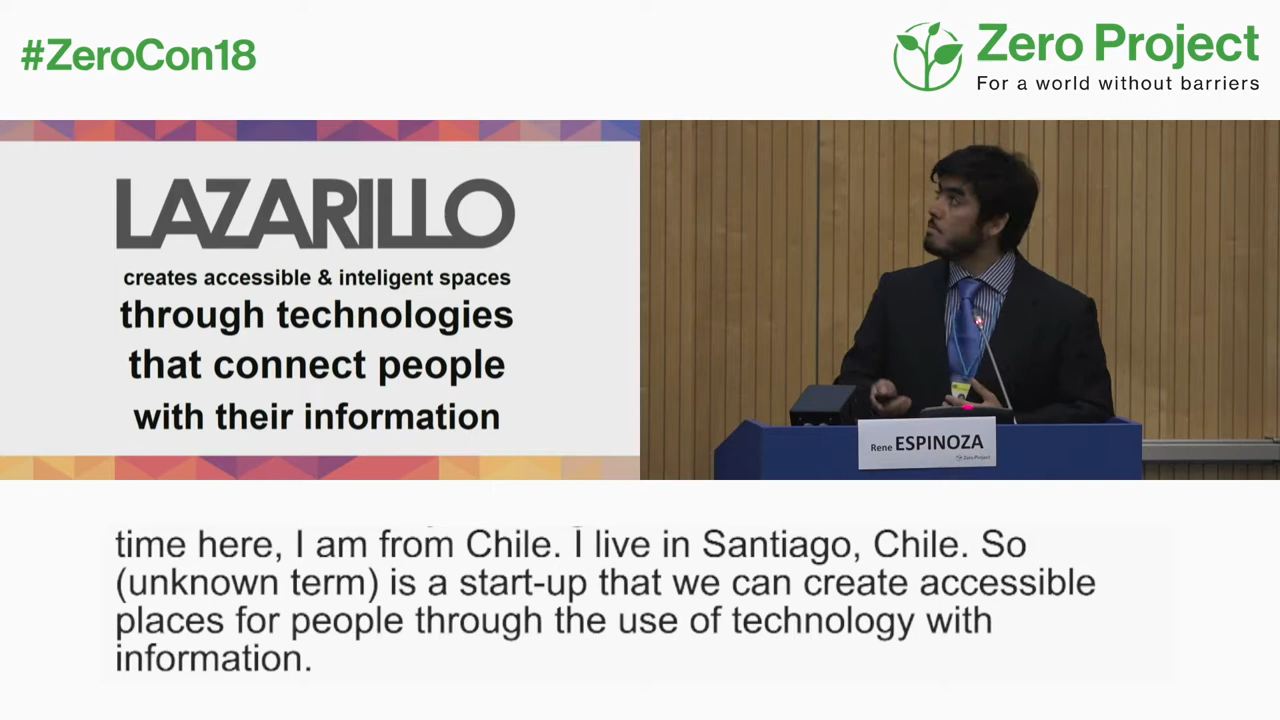 #ZeroCon18
Zero Project
For a world without barriers
LAZARILLO
creates accessible & inteligent spaces
through technologies
that connect people
with their information
Rene ESPINOZA
Zero Project
time here, I am from Chile. I live in Santiago, Chile. So
(unknown term) is a start-up that we can create accessible
places for people through the use of technology with
information.